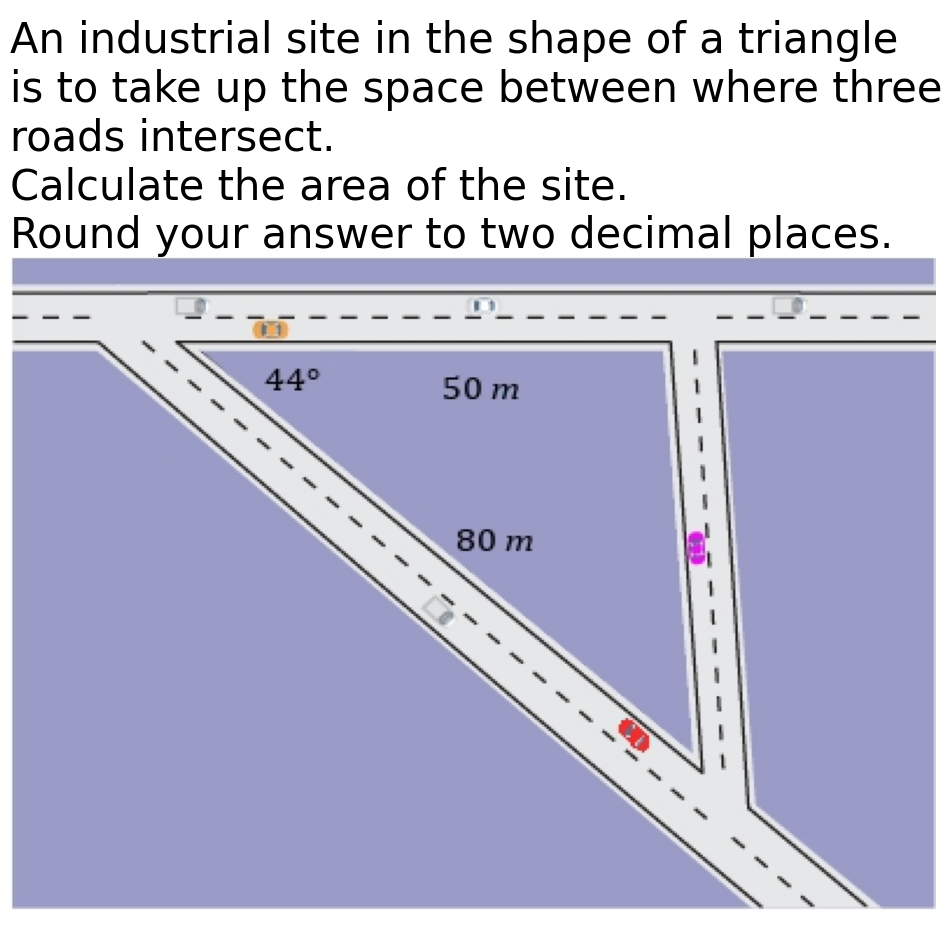 An industrial site in the shape of a triangle
is to take up the space between where three
roads intersect.
Calculate the area of the site.
Round your answer to two decimal places.
44°
50 m
80 m